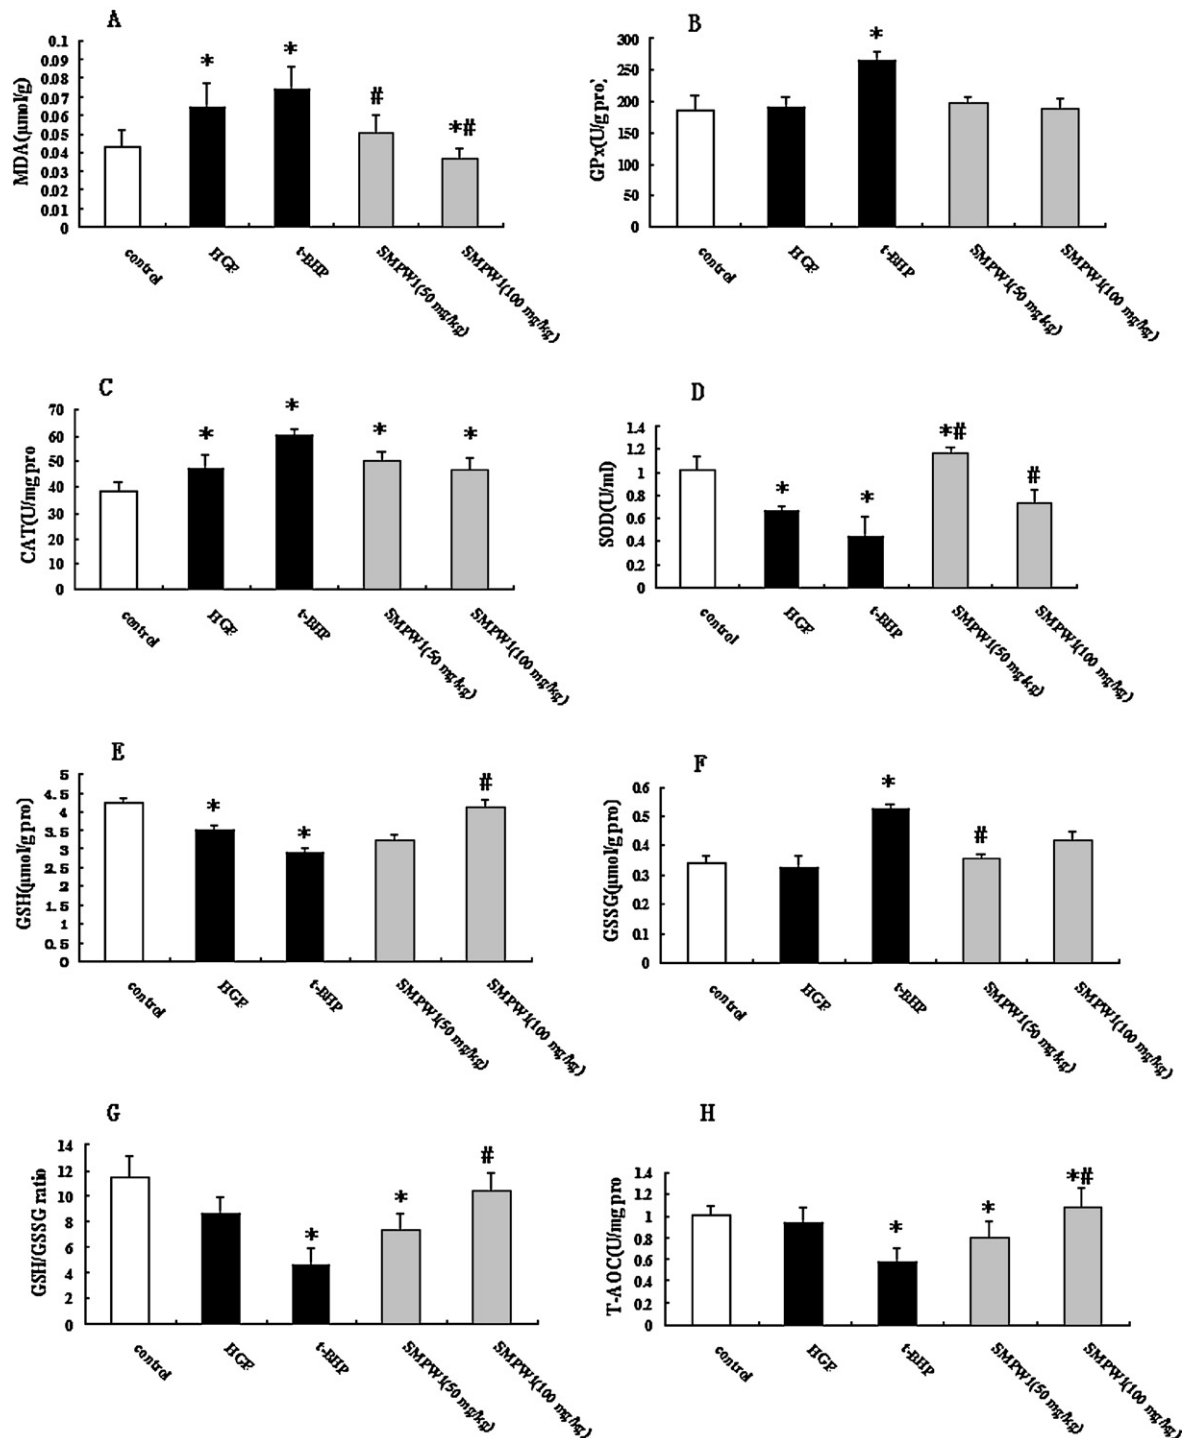 A
MDA(μmol/g)
0.1
0.09
0.08
0.07
0.06
0.05
0.04
0.03
0.02
0.01
0
*
*
#
*#
control
HGF
t-BHP
SMPW1(50 mg/kg)
SMPW1(100 mg/kg)
B
GPx(U/gpro)
300
250
200
150
100
50
0
*
control
HGF
t-BHP
SMPW1(50 mg/kg)
SMPW1(100 mg/kg)
C
CAT(U/mgpro
70
60
50
40
30
20
10
0
*
*
*
*
control
HGF
t-BHP
SMPW1(50 mg/kg)
SMPW1(100 mg/kg)
D
SOD(U/ml)
1.4
1.2
1
0.8
0.6
0.4
0.2
0
*
*
*#
#
control
HGF
t-BHP
SMPW1(50 mg/kg)
SMPW1(100 mg/kg)
E
GSH(μmol/gpro)
5
4.5
4
3.5
3
2.5
2
1.5
1
0.5
0
*
*
#
control
HGF
t-BHP
SMPW1(50 mg/kg)
SMPW1(100 mg/kg)
F
GSSG(μmol/gpro)
0.6
0.5
0.4
0.3
0.2
0.1
0
*
#
control
HGF
t-BHP
SMPW1(50 mg/kg)
SMPW1(100 mg/kg)
G
GSH/GSSG ratio
14
12
10
8
6
4
2
0
*
*
#
control
HGF
t-BHP
SMPW1(50 mg/kg)
SMPW1(100 mg/kg)
H
T-AOC(U/mgpro
1.4
1.2
1
0.8
0.6
0.4
0.2
0
*
*
*#
control
HGF
t-BHP
SMPW1(50 mg/kg)
SMPW1(100 mg/kg)